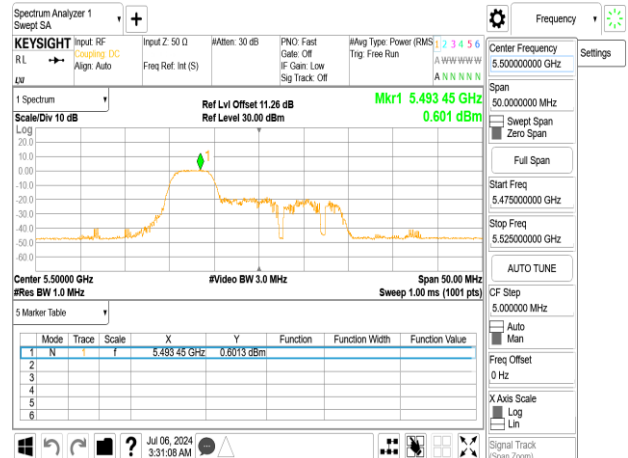 Spectrum Analyzer 1
Swept SA
Frequency
KEYSIGHT
RL
Input: RF
Coupling: DC
Align: Auto
Input Z: 50 Ω
Freq Ref: Int (S)
#Atten: 30 dB
PNO: Fast
Gate: Off
IF Gain: Low
Sig Track: Off
#Avg Type: Power (RMS
Trig: Free Run
1 2 3 4 5 6
A W W W W W
A N N N N N
1 Spectrum
Scale/Div 10 dB
Ref Lvl Offset 11.26 dB
Ref Level 30.00 dBm
Mkr1 5.493 45 GHz
0.601 dBm
Log
20.0
10.0
0.00
-10.0
-20.0
-30.0
-40.0
-50.0
-60.0
1
Center 5.50000 GHz
#Res BW 1.0 MHz
#Video BW 3.0 MHz
Span 50.00 MHz
Sweep 1.00 ms (1001 pts)
5 Marker Table
Mode Trace Scale X Y Function Function Width Function Value
1 N 1 f 5.493 45 GHz 0.6013 dBm
2
3
4
5
6
Jul 06, 2024
3:31:08 AM
Center Frequency
5.500000000 GHz
Settings
Span
50.0000000 MHz
Swept Span
Zero Span
Full Span
Start Freq
5.475000000 GHz
Stop Freq
5.525000000 GHz
AUTO TUNE
CF Step
5.000000 MHz
Auto
Man
Freq Offset
0 Hz
X Axis Scale
Log
Lin
Signal Track
(Span Zoom)